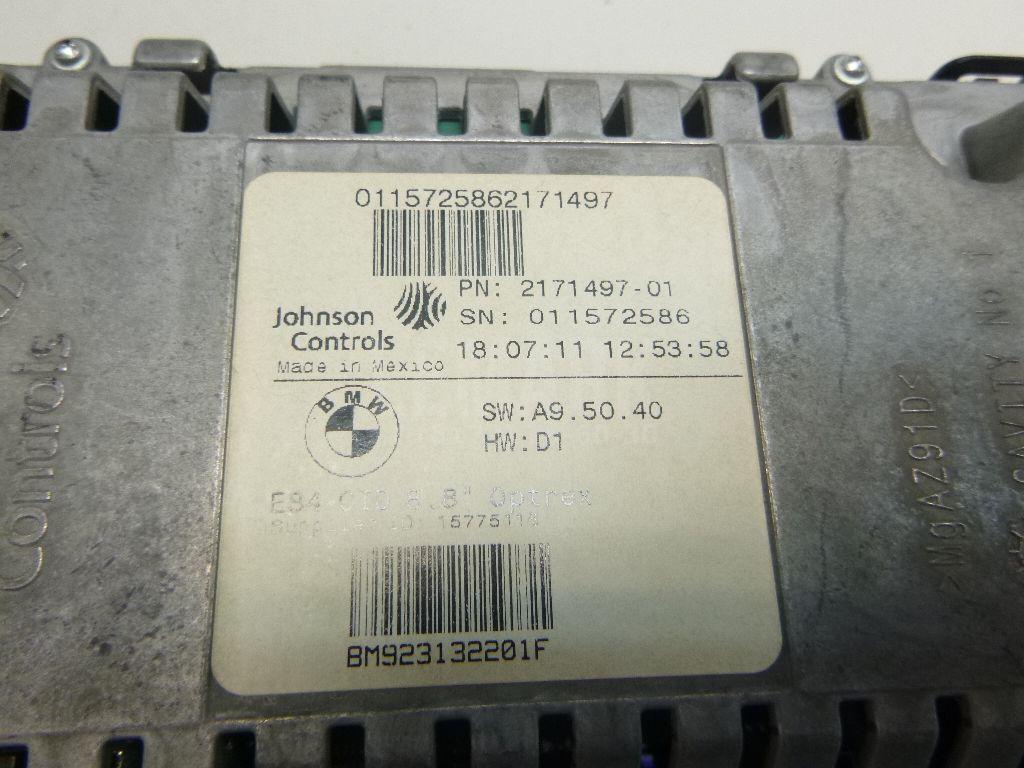 0115725862171497
Johnson
Controls
PN: 2171497-01
SN: 011572586
18:07:11 12:53:58
Made in Mexico
BMW
SW:A9.50.40
HW:D1
E84 CID 8.8" Optrex
15775116
BM923132201F
Controls
>MgAZ91D<
CAVITY No 1